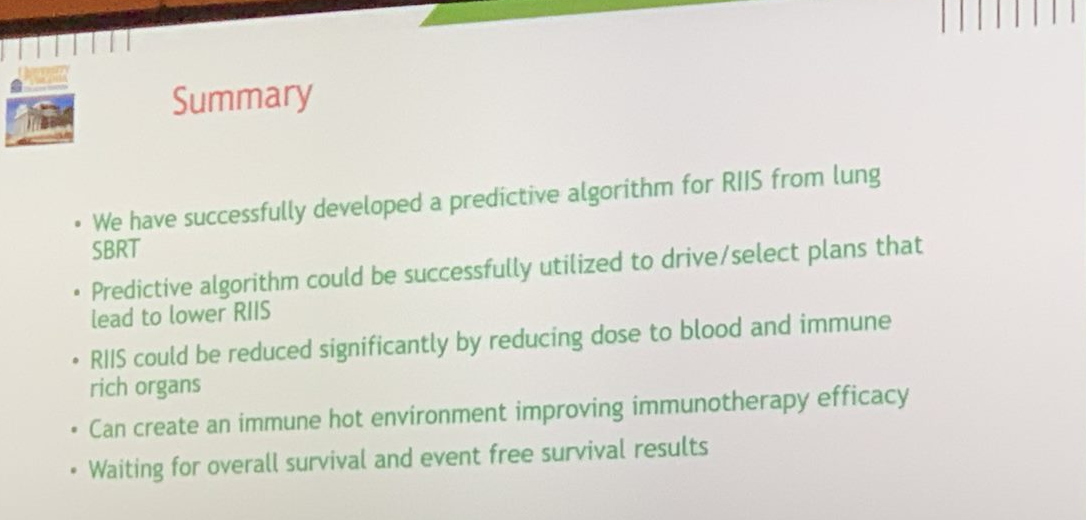 UNIVERSITY
VIRGINIA
Summary
• We have successfully developed a predictive algorithm for RIIS from lung
SBRT
• Predictive algorithm could be successfully utilized to drive/select plans that
lead to lower RIIS
• RIIS could be reduced significantly by reducing dose to blood and immune
rich organs
• Can create an immune hot environment improving immunotherapy efficacy
• Waiting for overall survival and event free survival results